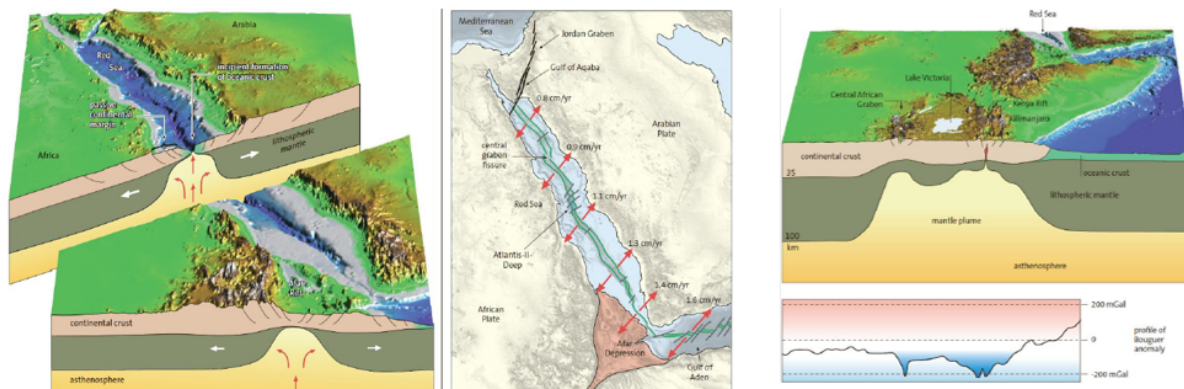 Arabia
Red
Sea
incipient formation
of oceanic crust
passive
continental
margin
Africa
lithospheric
mantle
Afar
Rift
continental crust
asthenosphere
Mediterranean
Sea
Jordan Graben
Gulf of Aqaba
0.8 cm/yr
Arabian
Plate
central
graben
fissure
0.9 cm/yr
1.1 cm/yr
Red Sea
Atlantis-II-
Deep
1.3 cm/yr
1.4 cm/yr
1.6 cm/yr
African
Plate
Afar
Depression
Gulf of
Aden
Red Sea
Lake Victoria
Central African
Graben
Kenya Rift
Kilimanjaro
continental crust
oceanic crust
35
lithospheric mantle
mantle plume
100
km
asthenosphere
200 mGal
0
-200 mGal
profile of
Bouguer
anomaly